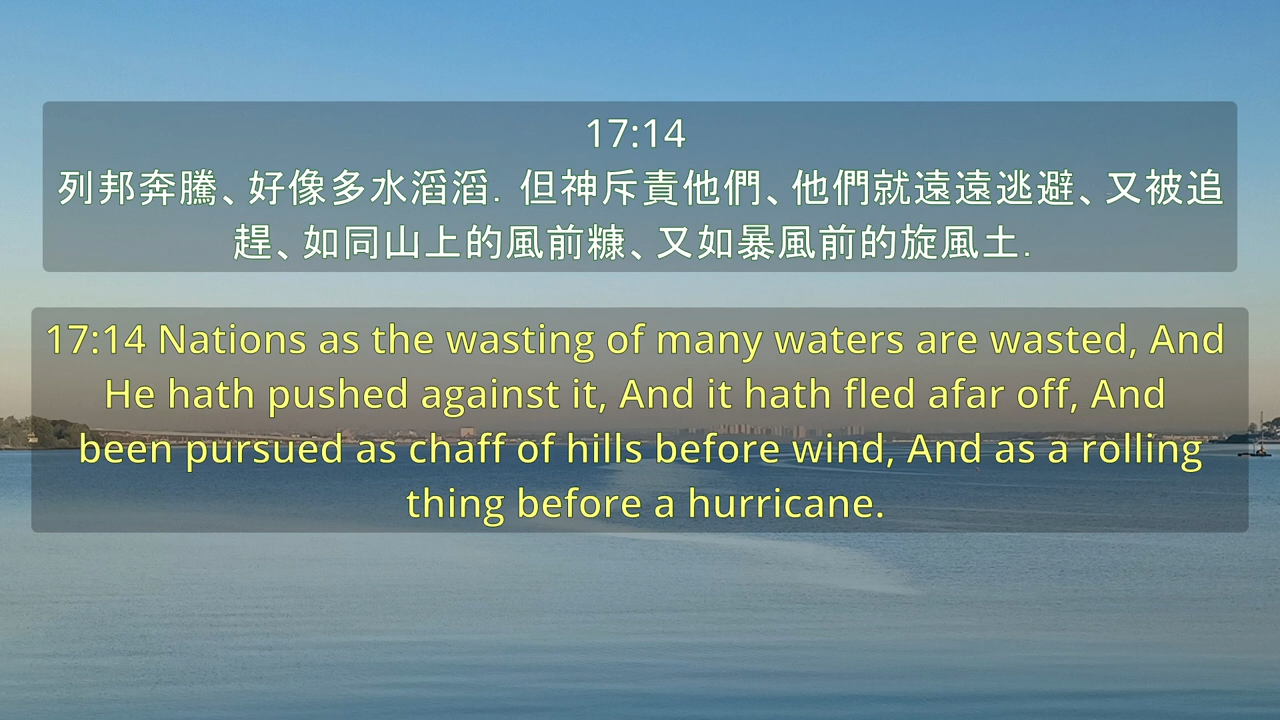 17:14
列邦奔騰、好像多水滔滔. 但神斥責他們、他們就遠遠逃避、又被追
趕、如同山上的風前糠、又如暴風前的旋風土.
17:14 Nations as the wasting of many waters are wasted, And
He hath pushed against it, And it hath fled afar off, And
been pursued as chaff of hills before wind, And as a rolling
thing before a hurricane.